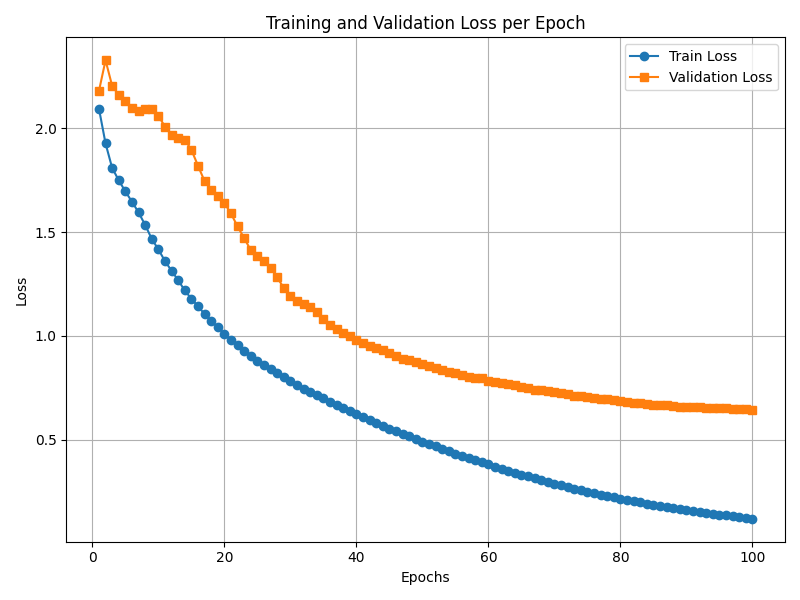 Training and Validation Loss per Epoch
Train Loss
Validation Loss
2.0
1.5
1.0
0.5
Loss
0 20 40 60 80 100
Epochs